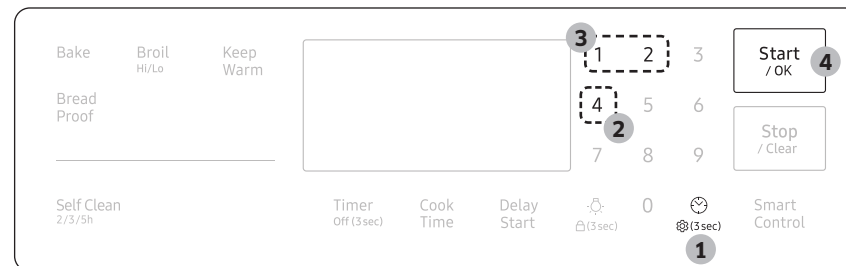 Bake Broil Keep
Hi/Lo Warm
Bread
Proof
Self Clean
2/3/5h
Timer Cook Delay
Off (3 sec) Time Start
(3 sec)
3
1 2 3
4 5 6
2
7 8 9
0
(3 sec)
1
Start
/ OK
4
Stop
/ Clear
Smart
Control